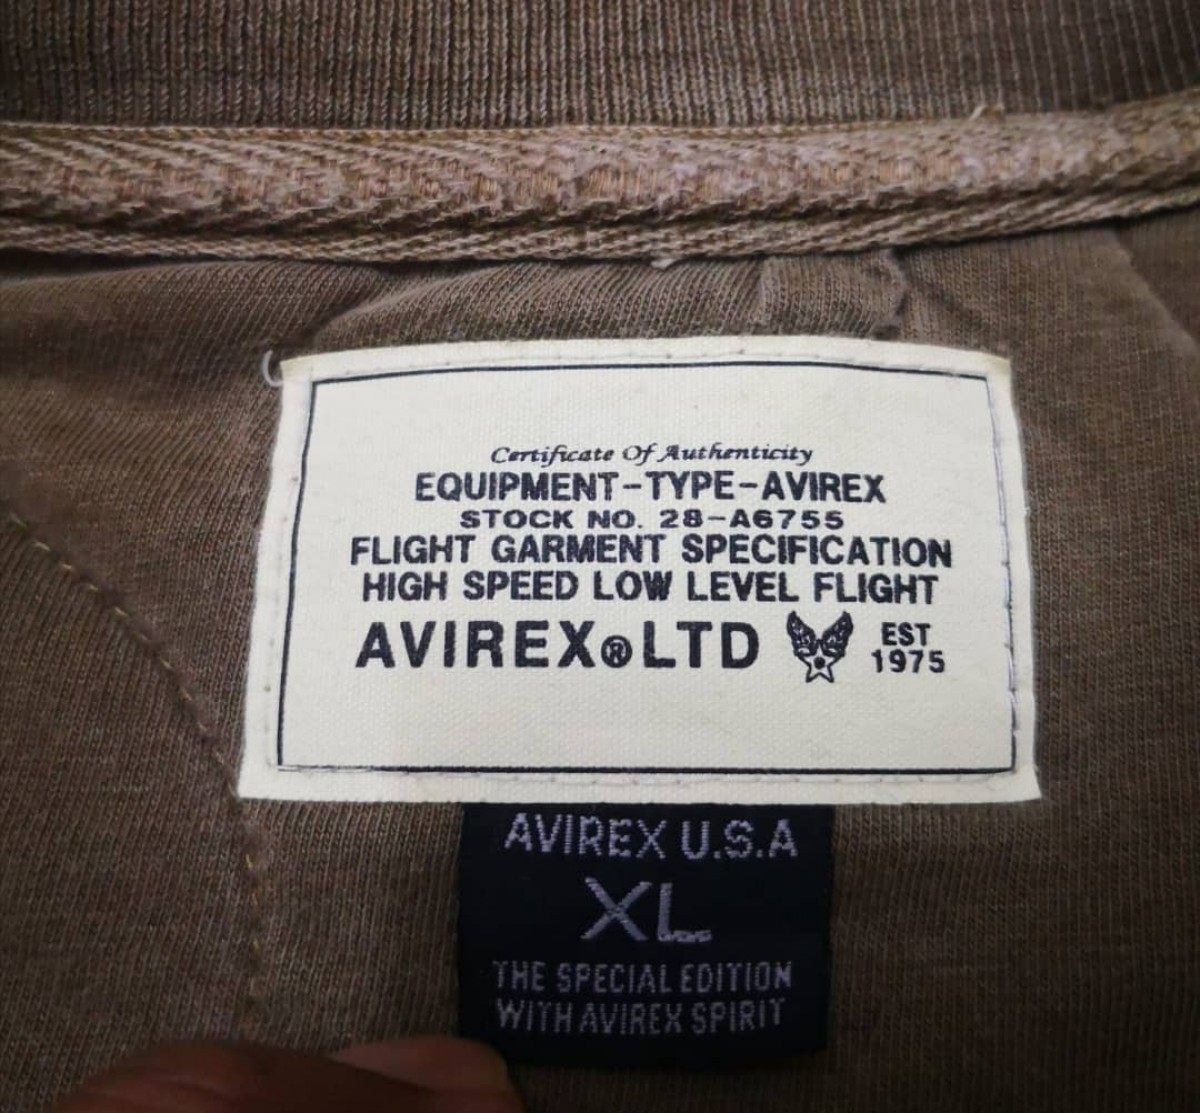 Certificate Of Authenticity
EQUIPMENT-TYPE-AVIREX
STOCK NO. 28-A6755
FLIGHT GARMENT SPECIFICATION
HIGH SPEED LOW LEVEL FLIGHT
AVIREX®LTD EST 1975
AVIREX U.S.A
XL
THE SPECIAL EDITION
WITH AVIREX SPIRIT